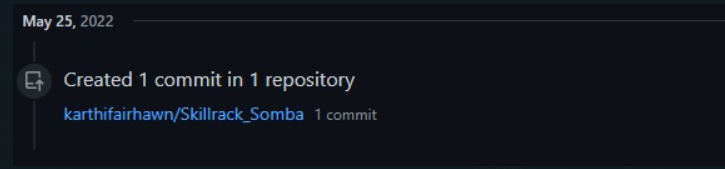 May 25, 2022
Created 1 commit in 1 repository
karthifairhawn/Skillrack_Somba 1 commit